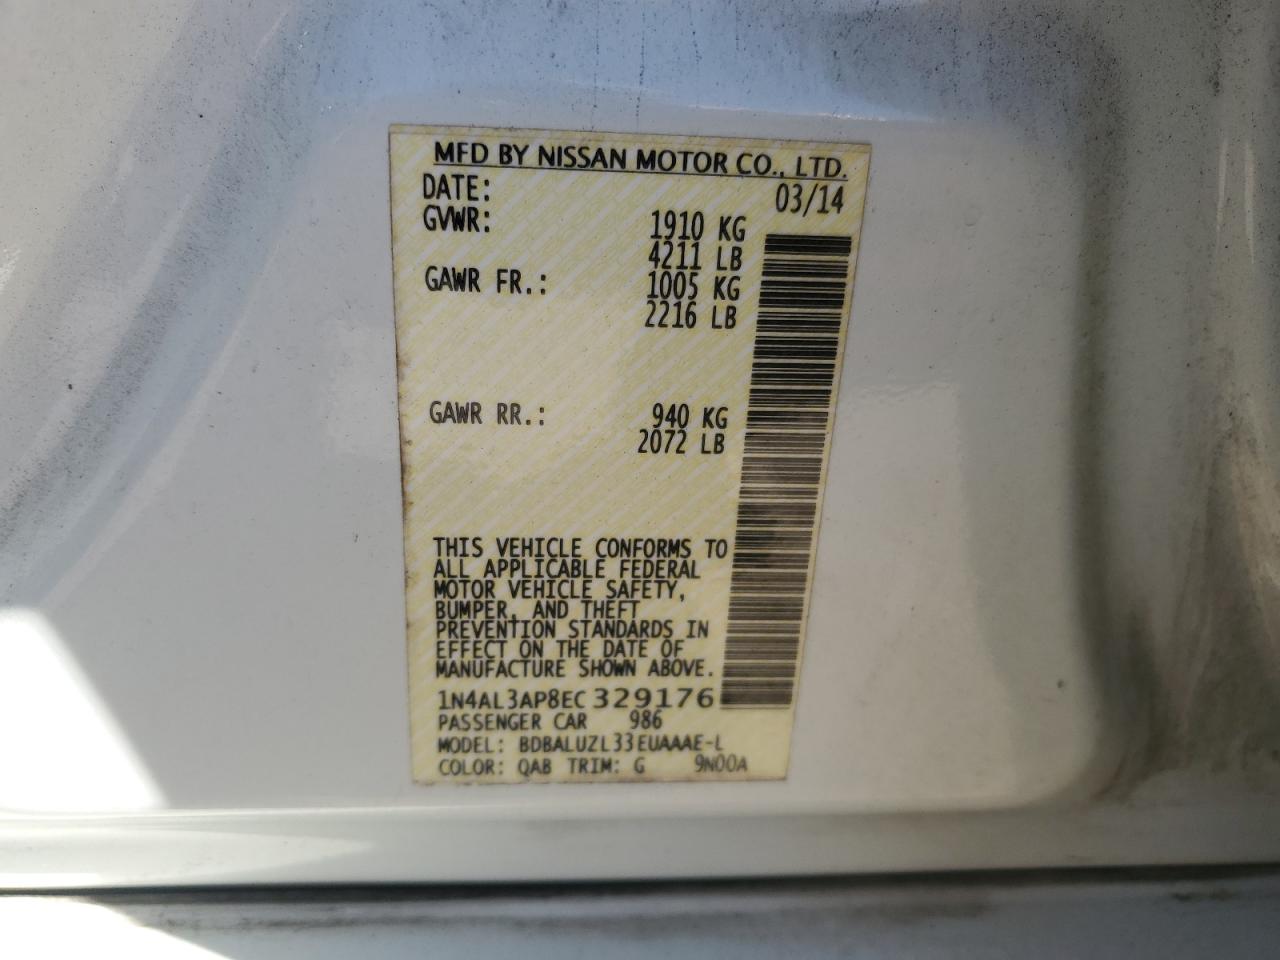 MFD BY NISSAN MOTOR CO., LTD.
DATE: 03/14
GVWR: 1910 KG
4211 LB
GAWR FR.: 1005 KG
2216 LB
GAWR RR.: 940 KG
2072 LB
THIS VEHICLE CONFORMS TO
ALL APPLICABLE FEDERAL
MOTOR VEHICLE SAFETY,
BUMPER, AND THEFT
PREVENTION STANDARDS IN
EFFECT ON THE DATE OF
MANUFACTURE SHOWN ABOVE.
1N4AL3AP8EC 329176
PASSENGER CAR 986
MODEL: BDBALUZL33EUAAAE-L
COLOR: QAB TRIM: G 9N00A